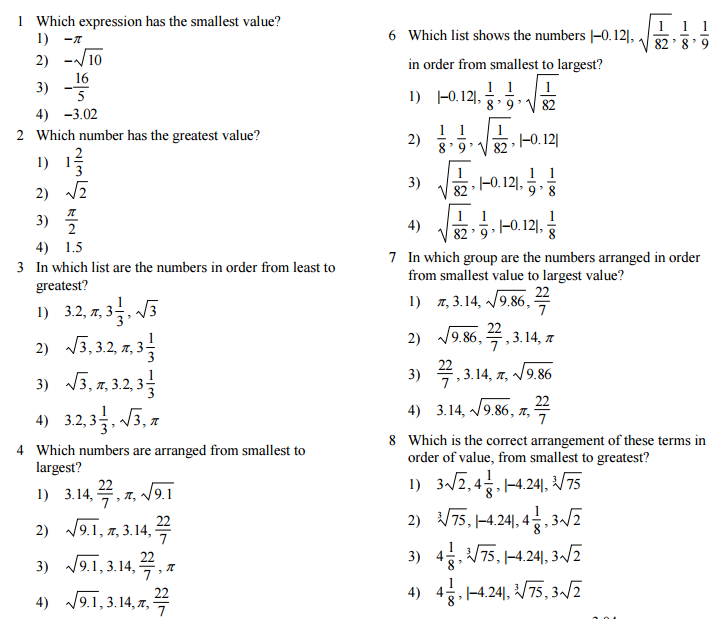 1 Which expression has the smallest value?
1) −π
2) −√10
3) −16/5
4) −3.02
2 Which number has the greatest value?
1) 1 2/3
2) √2
3) π/2
4) 1.5
3 In which list are the numbers in order from least to
greatest?
1) 3.2, π, 3 1/3, √3
2) √3, 3.2, π, 3 1/3
3) √3, π, 3.2, 3 1/3
4) 3.2, 3 1/3, √3, π
4 Which numbers are arranged from smallest to
largest?
1) 3.14, 22/7, π, √9.1
2) √9.1, π, 3.14, 22/7
3) √9.1, 3.14, 22/7, π
4) √9.1, 3.14, π, 22/7
6 Which list shows the numbers |−0.12|, √(1/82), 1/8, 1/9
in order from smallest to largest?
1) |−0.12|, 1/8, 1/9, √(1/82)
2) 1/8, 1/9, √(1/82), |−0.12|
3) √(1/82), |−0.12|, 1/9, 1/8
4) √(1/82), 1/9, |−0.12|, 1/8
7 In which group are the numbers arranged in order
from smallest value to largest value?
1) π, 3.14, √9.86, 22/7
2) √9.86, 22/7, 3.14, π
3) 22/7, 3.14, π, √9.86
4) 3.14, √9.86, π, 22/7
8 Which is the correct arrangement of these terms in
order of value, from smallest to greatest?
1) 3√2, 4 1/8, |−4.24|, ∛75
2) ∛75, |−4.24|, 4 1/8, 3√2
3) 4 1/8, ∛75, |−4.24|, 3√2
4) 4 1/8, |−4.24|, ∛75, 3√2